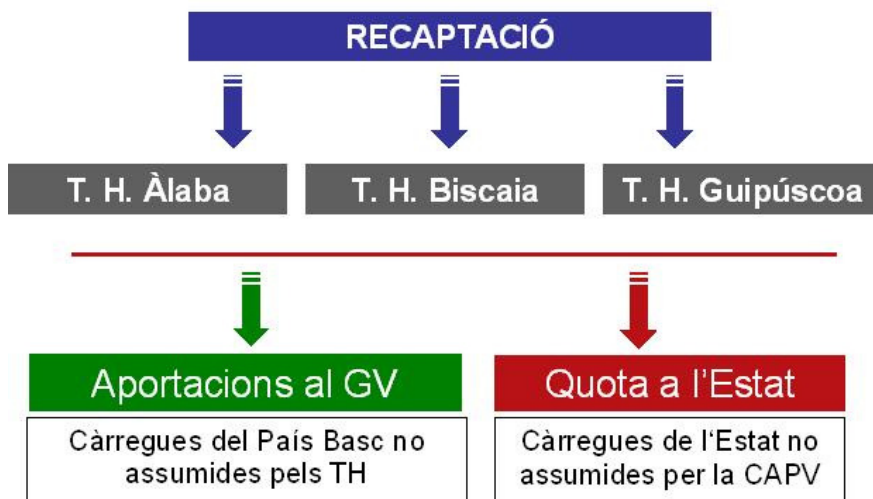 RECAPTACIÓ
T. H. Àlaba
T. H. Biscaia
T. H. Guipúscoa
Aportacions al GV
Quota a l'Estat
Càrregues del País Basc no
assumides pels TH
Càrregues de l'Estat no
assumides per la CAPV